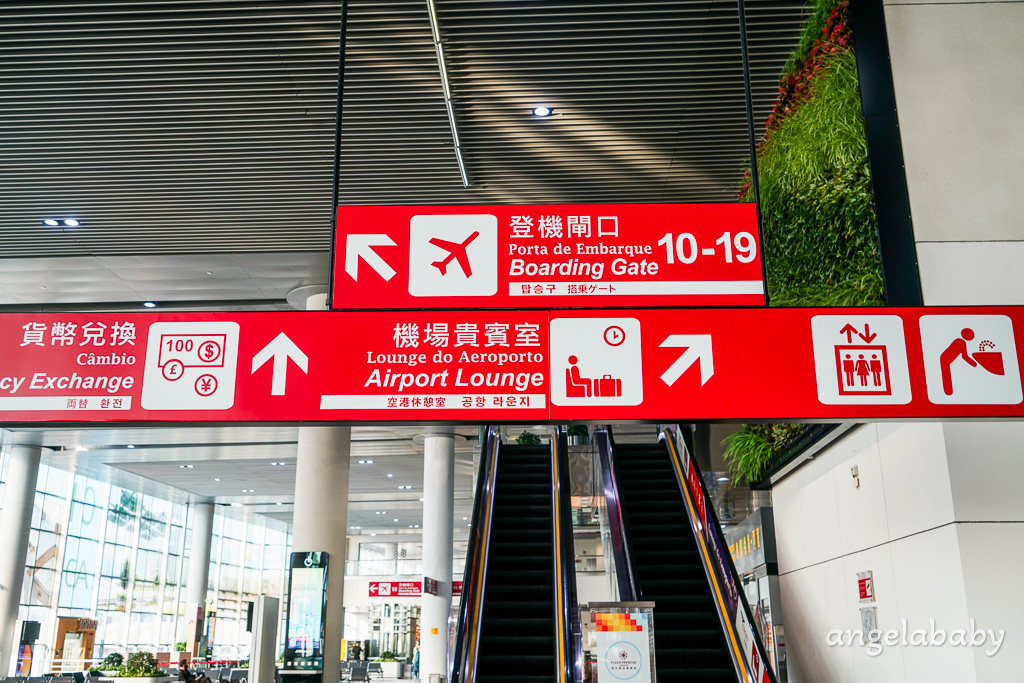 登機閘口
Porta de Embarque
Boarding Gate
10-19
탑승구 搭乗ゲート
貨幣兌換
Câmbio
cy Exchange
両替 환전
100
$
£
¥
機場貴賓室
Lounge do Aeroporto
Airport Lounge
空港休憩室 공항 라운지
PLAZA PREMIUM
angelababy